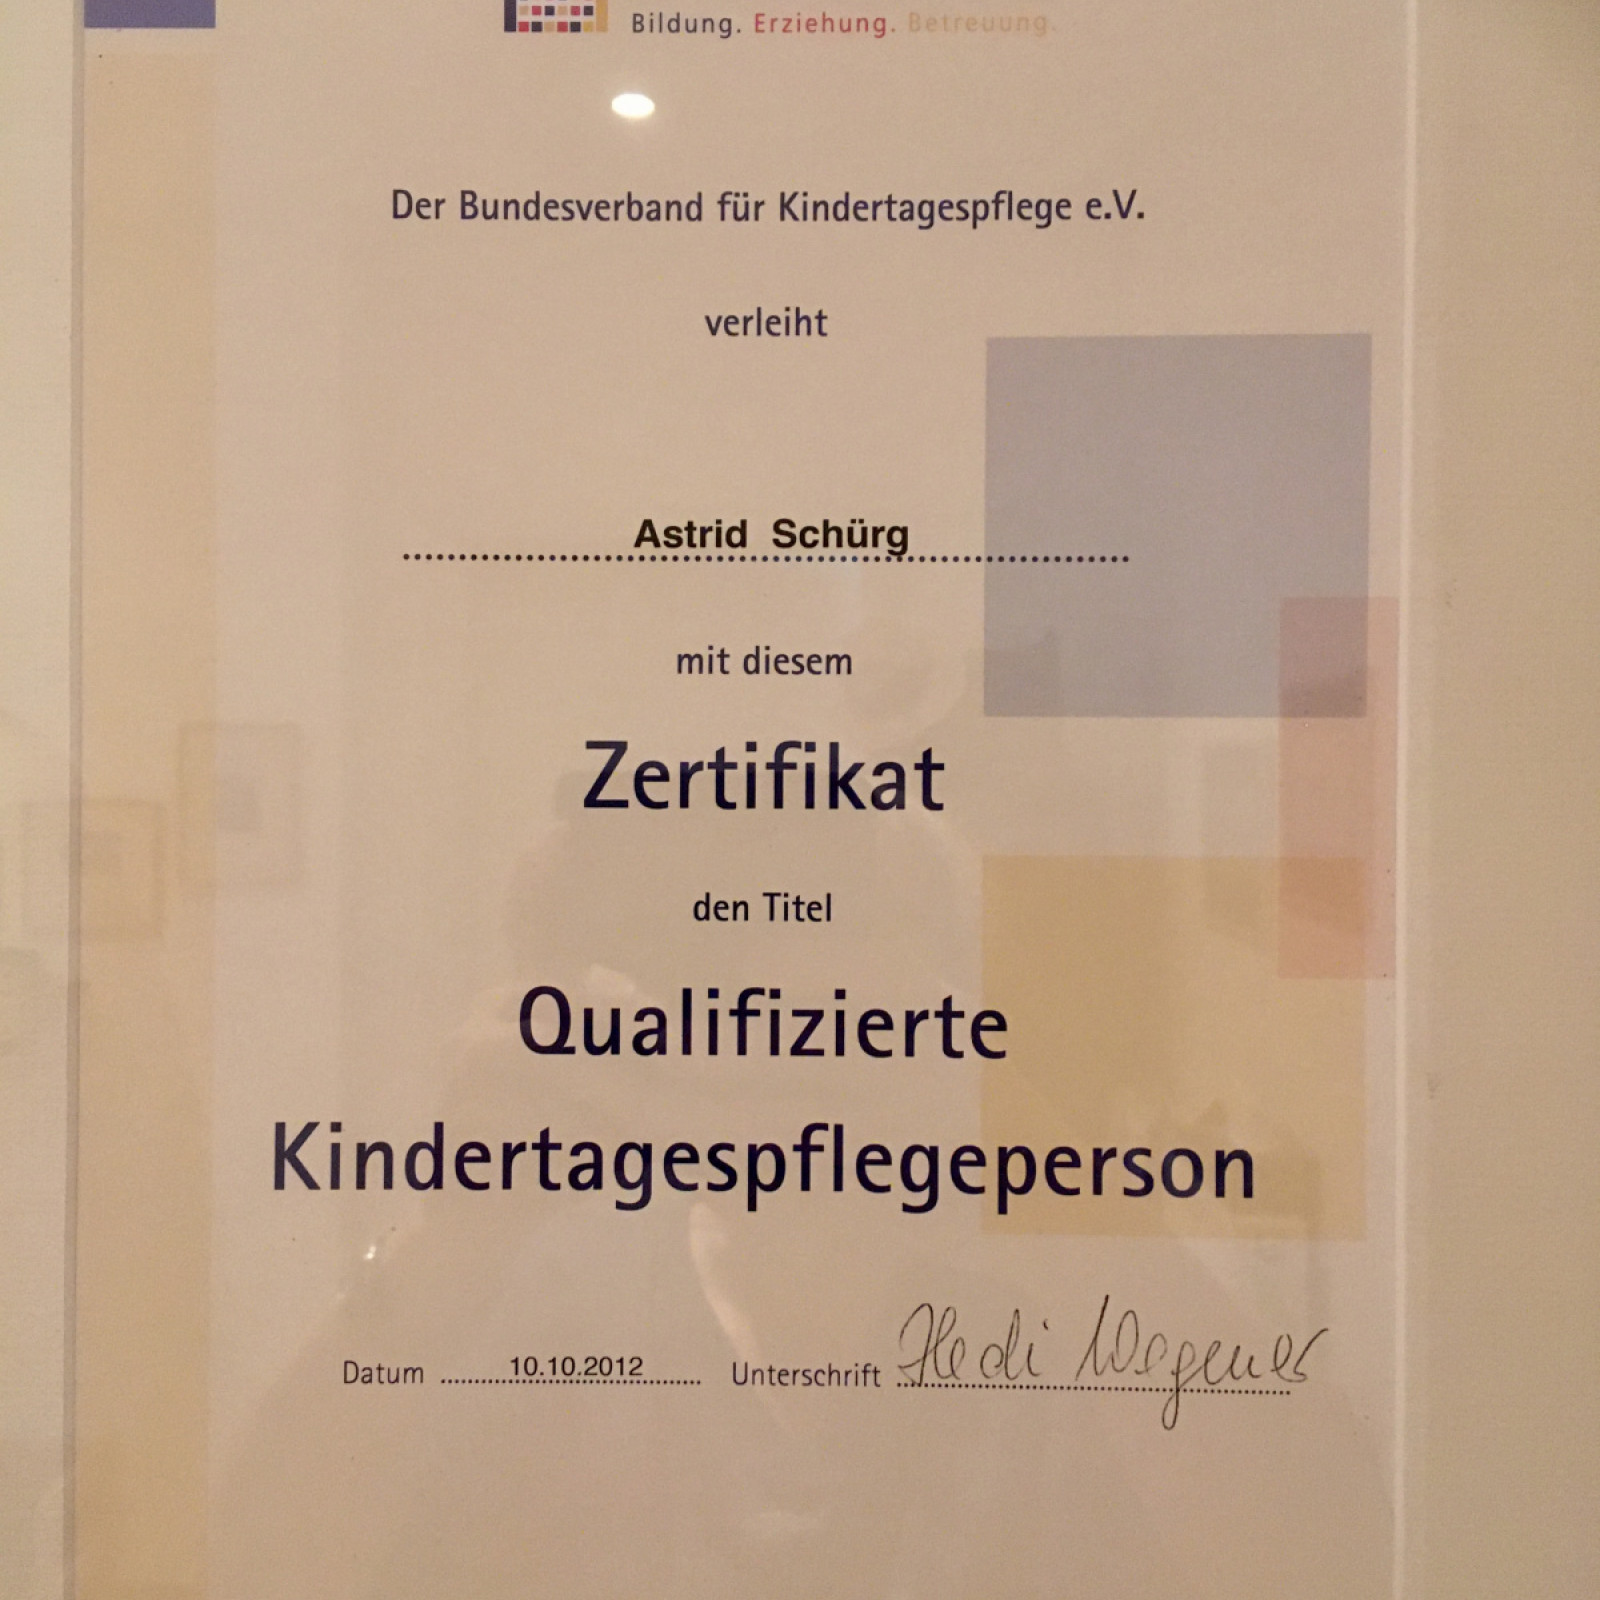 Bildung. Erziehung. Betreuung.
Der Bundesverband für Kindertagespflege e.V.
verleiht
Astrid Schürg
mit diesem
Zertifikat
den Titel
Qualifizierte
Kindertagespflegeperson
Datum 10.10.2012 Unterschrift Hedi Wegener